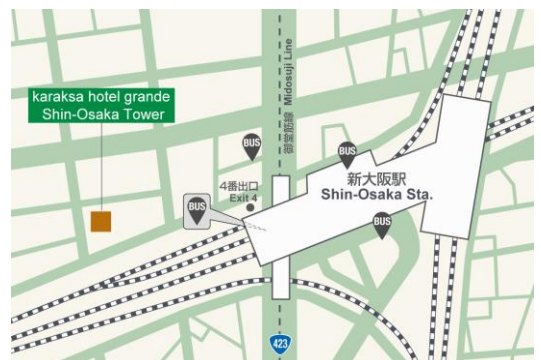 karaksa hotel grande
Shin-Osaka Tower
御堂筋線 Midosuji Line
BUS
BUS
4番出口
Exit 4
新大阪駅
Shin-Osaka Sta.
BUS
BUS
423